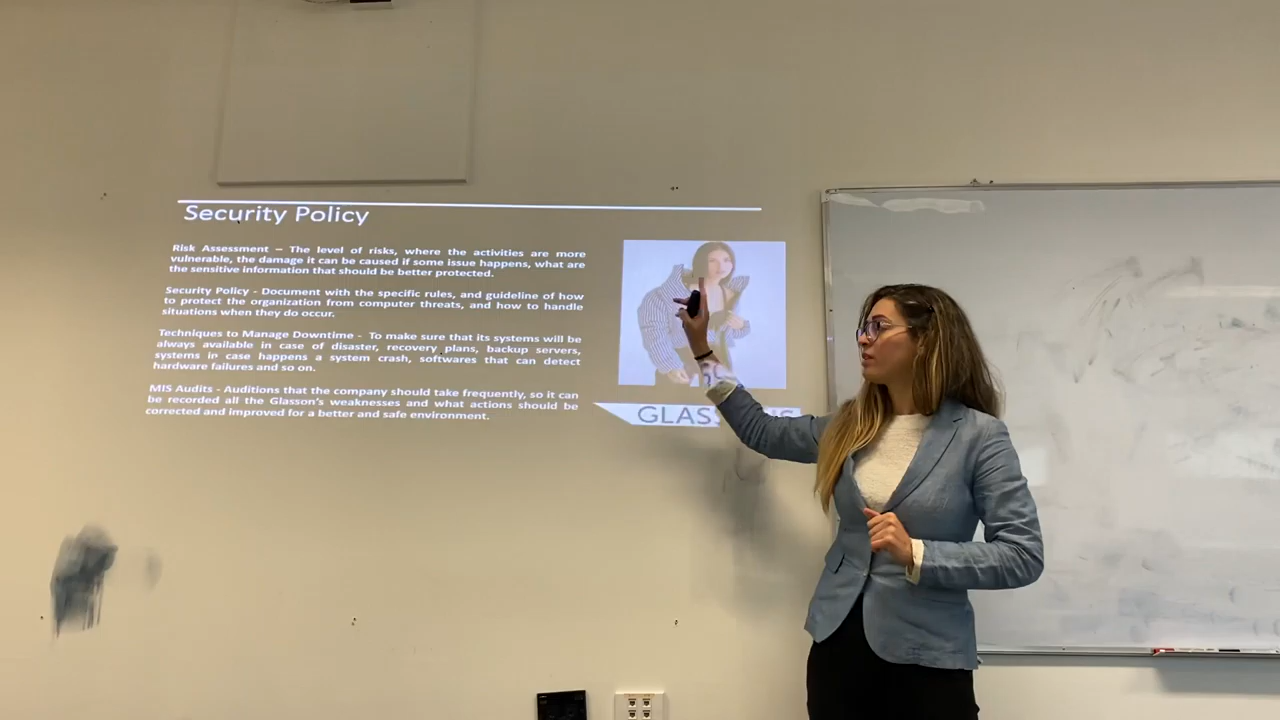 Security Policy
Risk Assessment – The level of risks, where the activities are more
vulnerable, the damage it can be caused if some issue happens, what are
the sensitive information that should be better protected.
Security Policy - Document with the specific rules, and guideline of how
to protect the organization from computer threats, and how to handle
situations when they do occur.
Techniques to Manage Downtime - To make sure that its systems will be
always available in case of disaster, recovery plans, backup servers,
systems in case happens a system crash, softwares that can detect
hardware failures and so on.
MIS Audits - Auditions that the company should take frequently, so it can
be recorded all the Glasson's weaknesses and what actions should be
corrected and improved for a better and safe environment.